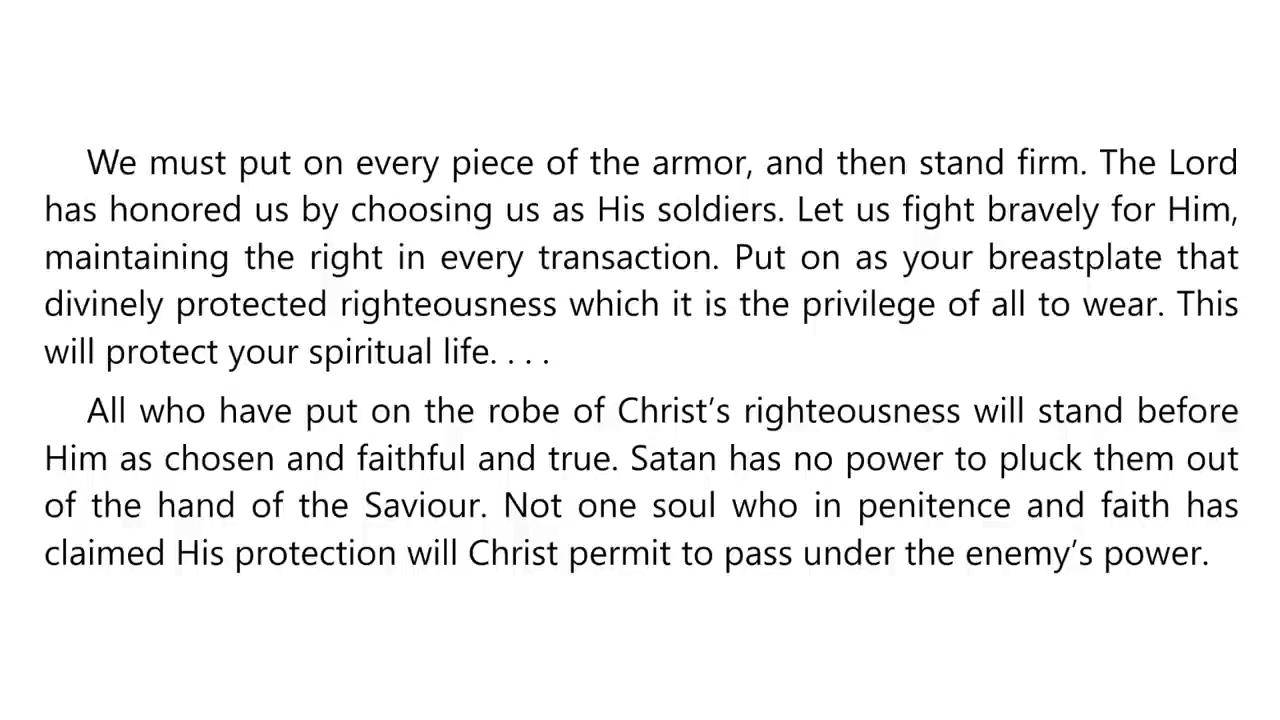 We must put on every piece of the armor, and then stand firm. The Lord
has honored us by choosing us as His soldiers. Let us fight bravely for Him,
maintaining the right in every transaction. Put on as your breastplate that
divinely protected righteousness which it is the privilege of all to wear. This
will protect your spiritual life. . . .
All who have put on the robe of Christ’s righteousness will stand before
Him as chosen and faithful and true. Satan has no power to pluck them out
of the hand of the Saviour. Not one soul who in penitence and faith has
claimed His protection will Christ permit to pass under the enemy’s power.